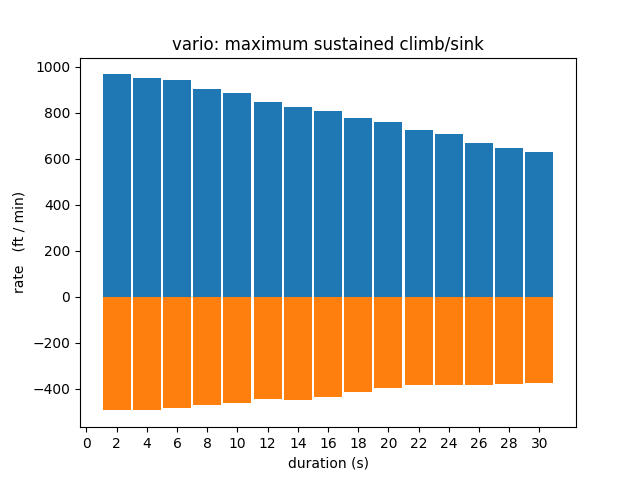 vario: maximum sustained climb/sink
1000
800
600
400
200
0
−200
−400
rate   (ft / min)
0 2 4 6 8 10 12 14 16 18 20 22 24 26 28 30
duration (s)